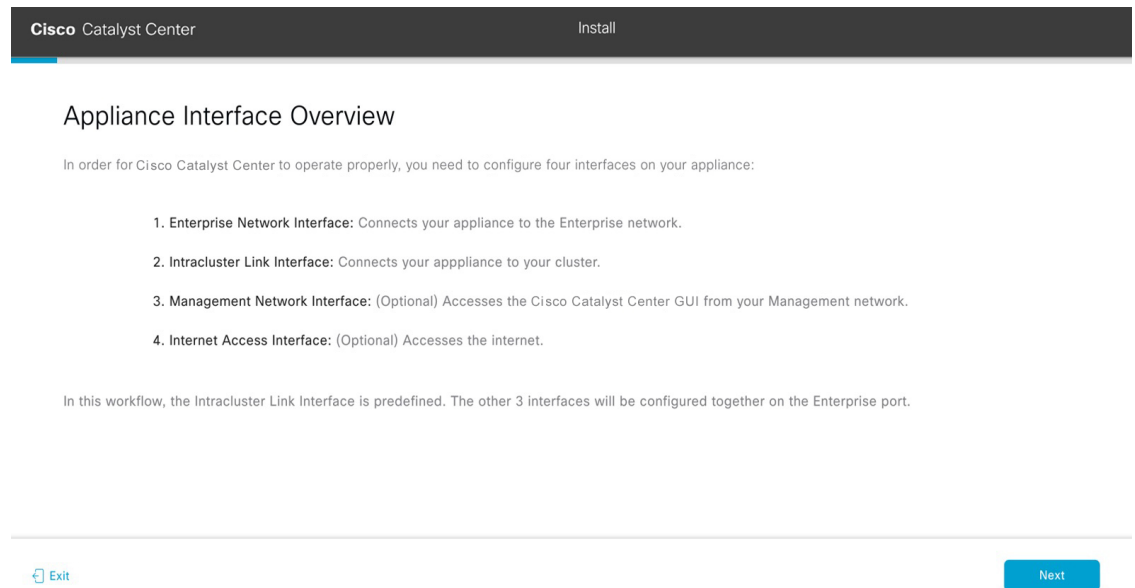 Cisco Catalyst Center
Install
Appliance Interface Overview
In order for Cisco Catalyst Center to operate properly, you need to configure four interfaces on your appliance:
1. Enterprise Network Interface: Connects your appliance to the Enterprise network.
2. Intracluster Link Interface: Connects your apppliance to your cluster.
3. Management Network Interface: (Optional) Accesses the Cisco Catalyst Center GUI from your Management network.
4. Internet Access Interface: (Optional) Accesses the internet.
In this workflow, the Intracluster Link Interface is predefined. The other 3 interfaces will be configured together on the Enterprise port.
Exit
Next